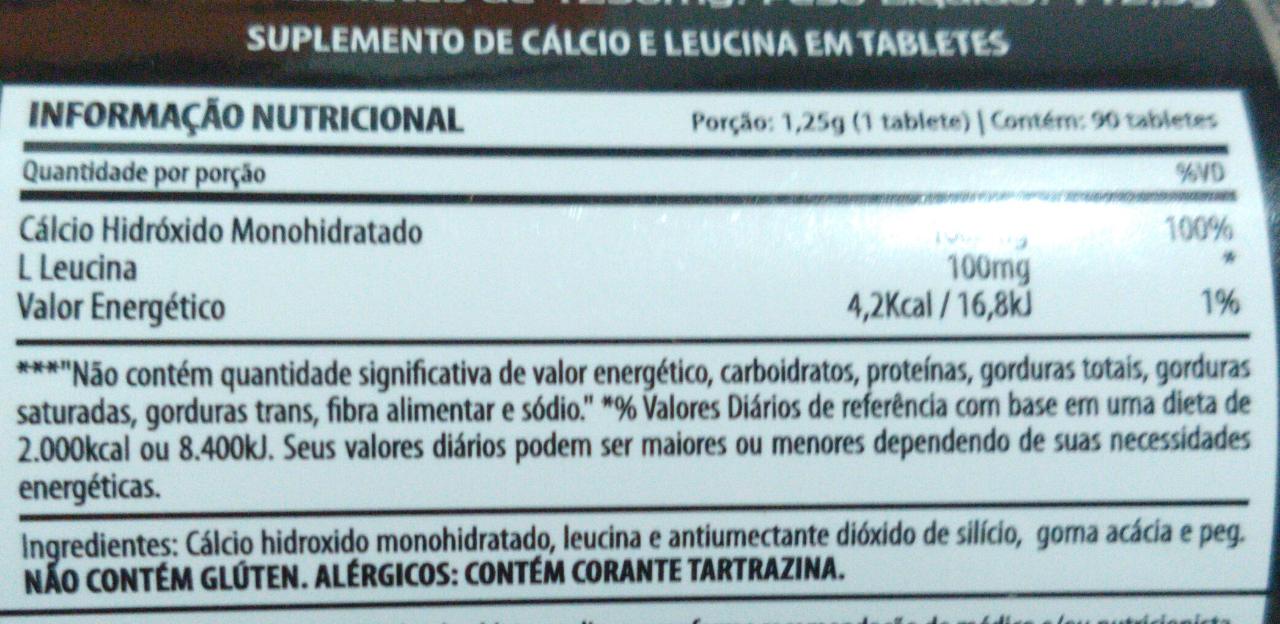 SUPLEMENTO DE CÁLCIO E LEUCINA EM TABLETES
INFORMAÇÃO NUTRICIONAL Porção: 1,25g (1 tablete) | Contém: 90 tabletes
Quantidade por porção %VD
Cálcio Hidróxido Monohidratado 100%
L Leucina 100mg *
Valor Energético 4,2Kcal / 16,8kJ 1%
***"Não contém quantidade significativa de valor energético, carboidratos, proteínas, gorduras totais, gorduras
saturadas, gorduras trans, fibra alimentar e sódio." *% Valores Diários de referência com base em uma dieta de
2.000kcal ou 8.400kJ. Seus valores diários podem ser maiores ou menores dependendo de suas necessidades
energéticas.
Ingredientes: Cálcio hidroxido monohidratado, leucina e antiumectante dióxido de silício, goma acácia e peg.
NÃO CONTÉM GLÚTEN. ALÉRGICOS: CONTÉM CORANTE TARTRAZINA.